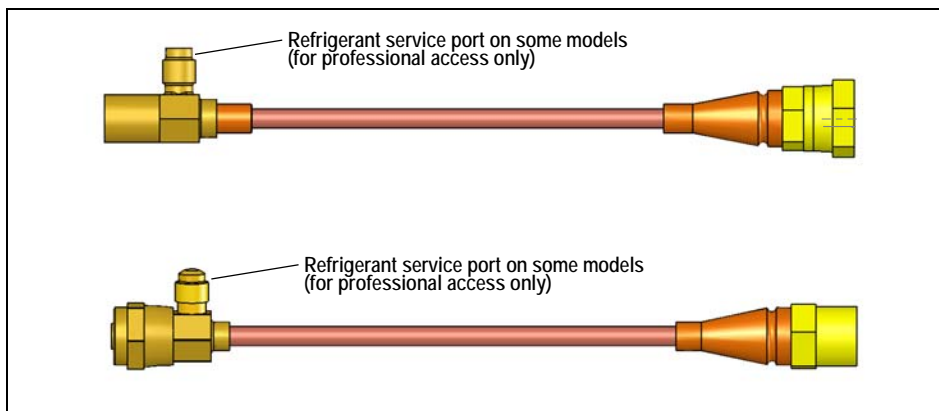 Refrigerant service port on some models
(for professional access only)
Refrigerant service port on some models
(for professional access only)